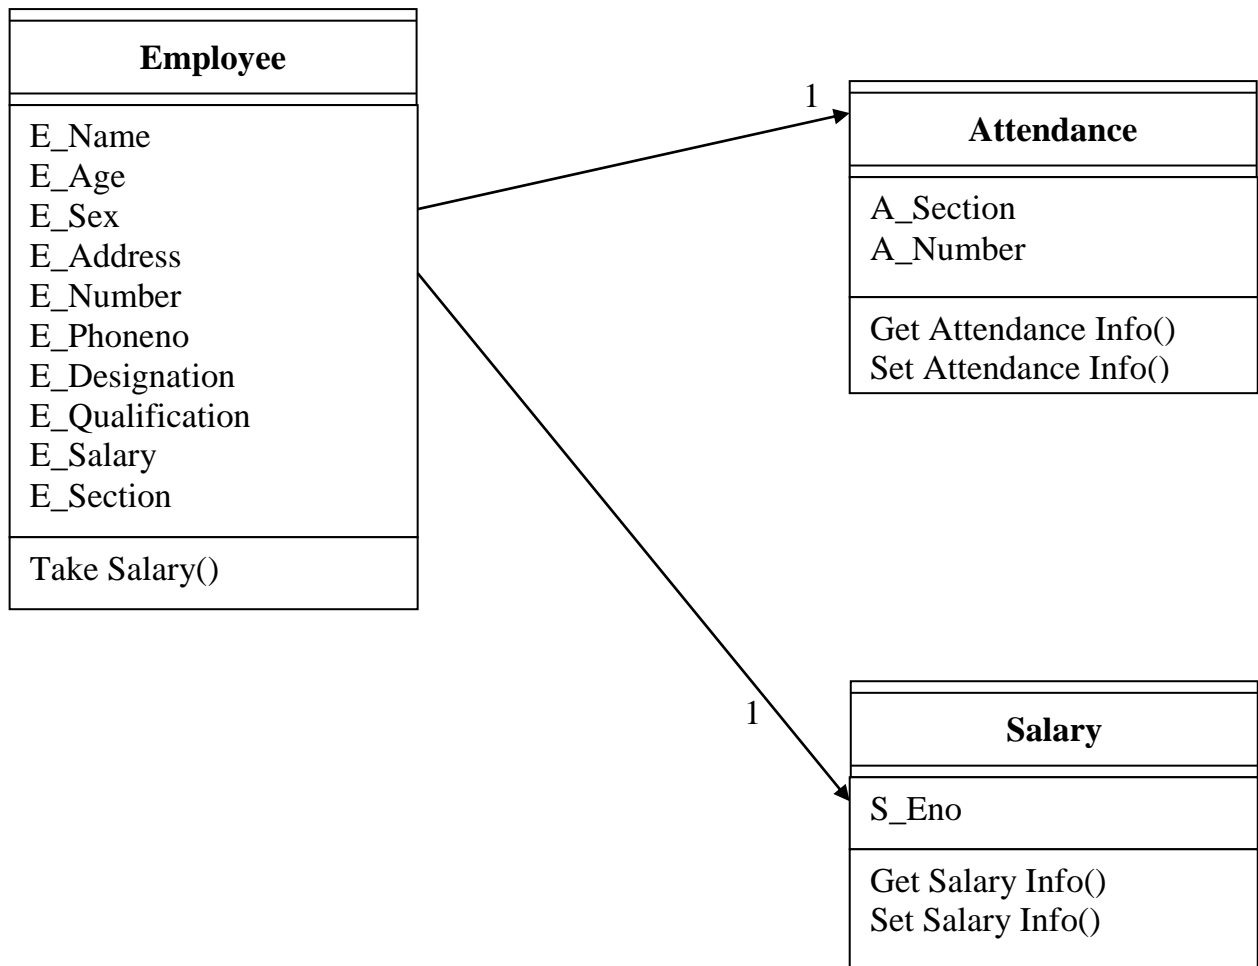 Employee
E_Name
E_Age
E_Sex
E_Address
E_Number
E_Phoneno
E_Designation
E_Qualification
E_Salary
E_Section
Take Salary()
1
Attendance
A_Section
A_Number
Get Attendance Info()
Set Attendance Info()
1
Salary
S_Eno
Get Salary Info()
Set Salary Info()